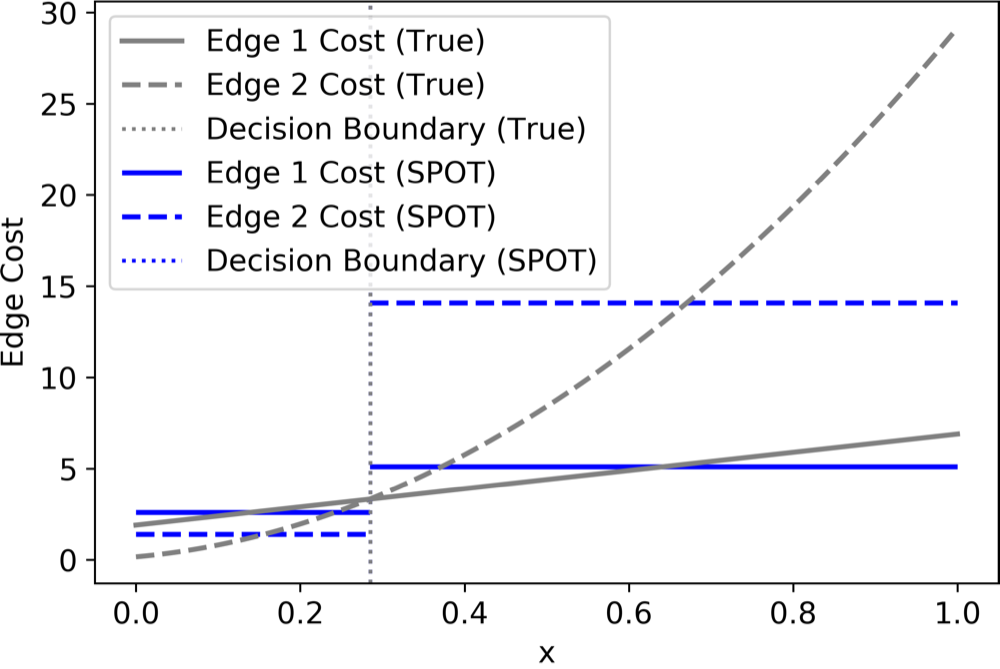 30
25
20
15
10
5
0
Edge Cost
Edge 1 Cost (True)
Edge 2 Cost (True)
Decision Boundary (True)
Edge 1 Cost (SPOT)
Edge 2 Cost (SPOT)
Decision Boundary (SPOT)
0.0 0.2 0.4 0.6 0.8 1.0
x